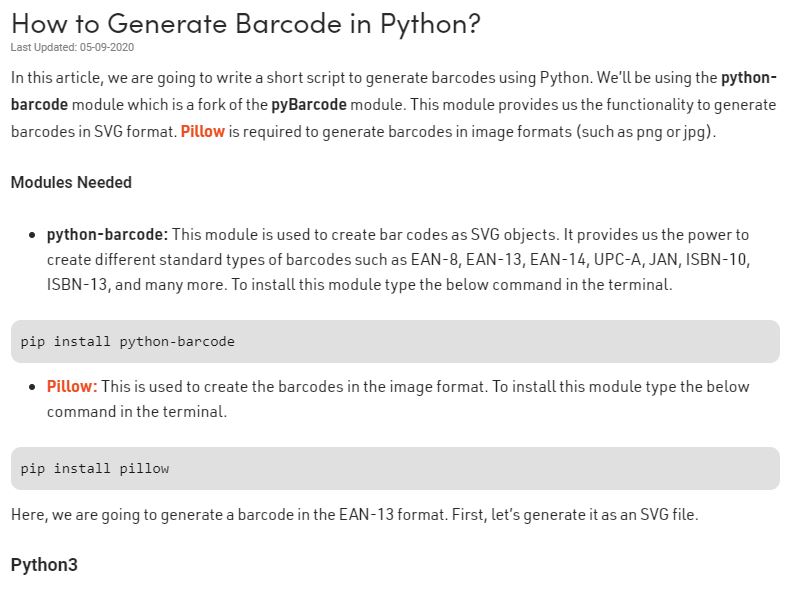 How to Generate Barcode in Python?
Last Updated: 05-09-2020
In this article, we are going to write a short script to generate barcodes using Python. We’ll be using the python-
barcode module which is a fork of the pyBarcode module. This module provides us the functionality to generate
barcodes in SVG format. Pillow is required to generate barcodes in image formats (such as png or jpg).
Modules Needed
• python-barcode: This module is used to create bar codes as SVG objects. It provides us the power to
create different standard types of barcodes such as EAN-8, EAN-13, EAN-14, UPC-A, JAN, ISBN-10,
ISBN-13, and many more. To install this module type the below command in the terminal.
pip install python-barcode
• Pillow: This is used to create the barcodes in the image format. To install this module type the below
command in the terminal.
pip install pillow
Here, we are going to generate a barcode in the EAN-13 format. First, let’s generate it as an SVG file.
Python3